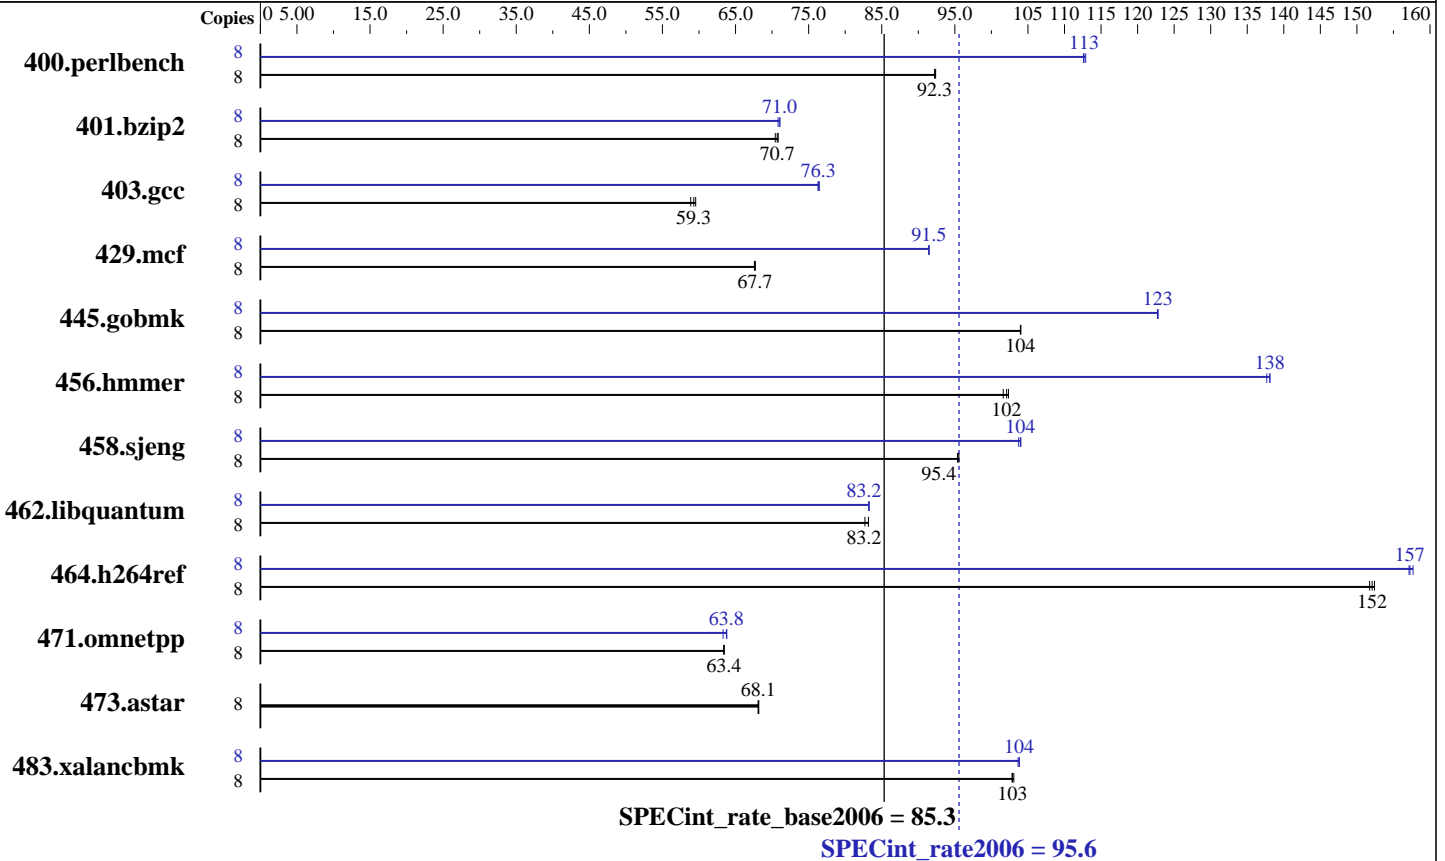 Copies 0 5.00 15.0 25.0 35.0 45.0 55.0 65.0 75.0 85.0 95.0 105 110 115 120 125 130 135 140 145 150 160
400.perlbench 8 113
8 92.3
401.bzip2 8 71.0
8 70.7
403.gcc 8 76.3
8 59.3
429.mcf 8 91.5
8 67.7
445.gobmk 8 123
8 104
456.hmmer 8 138
8 102
458.sjeng 8 104
8 95.4
462.libquantum 8 83.2
8 83.2
464.h264ref 8 157
8 152
471.omnetpp 8 63.8
8 63.4
473.astar 8 68.1
483.xalancbmk 8 104
8 103
SPECint_rate_base2006 = 85.3
SPECint_rate2006 = 95.6